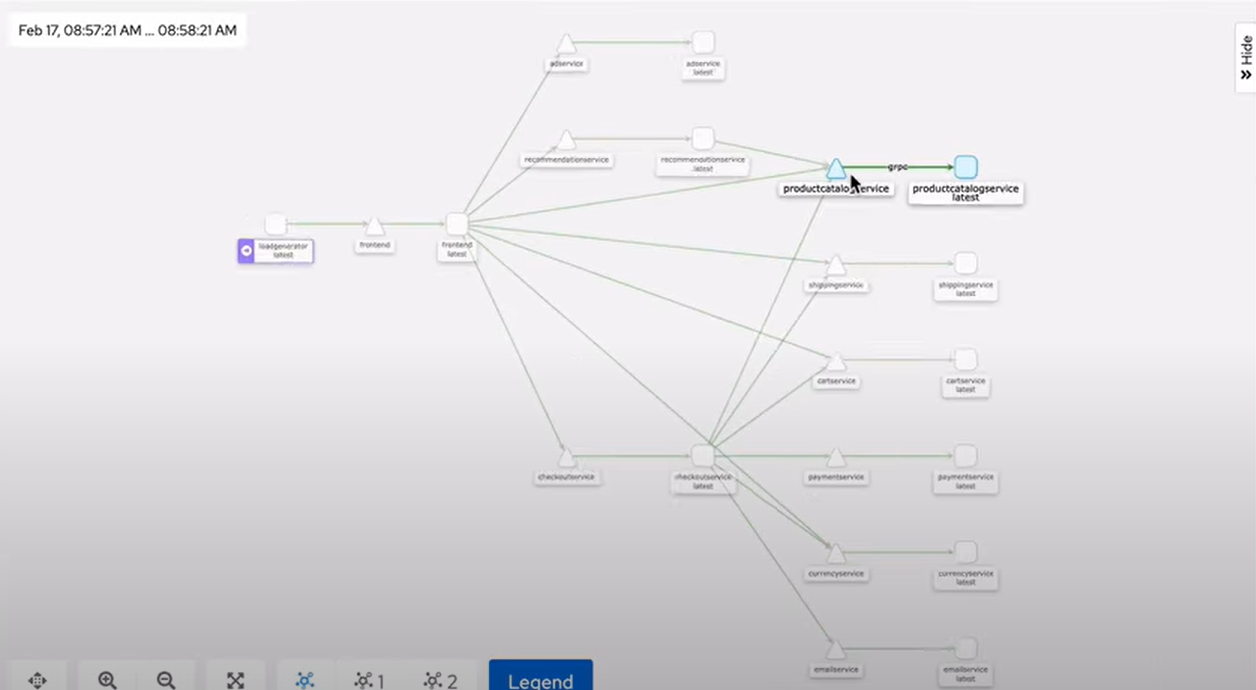 Feb 17, 08:57:21 AM ... 08:58:21 AM
Hide
adservice
adservice
latest
recommendationservice
recommendationservice
latest
grpc
productcatalogservice
productcatalogservice
latest
loadgenerator
latest
frontend
frontend
latest
shippingservice
shippingservice
latest
cartservice
cartservice
latest
checkoutservice
checkoutservice
latest
paymentservice
paymentservice
latest
currencyservice
currencyservice
latest
emailservice
emailservice
latest
1
2
Legend